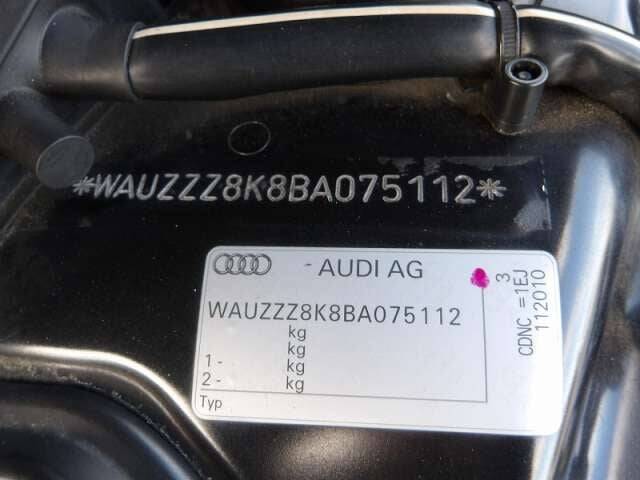 *WAUZZZ8K8BA075112*
- AUDI AG
WAUZZZ8K8BA075112
kg
kg
1 - kg
2 - kg
Typ
3
CDNC =1EJ
112010